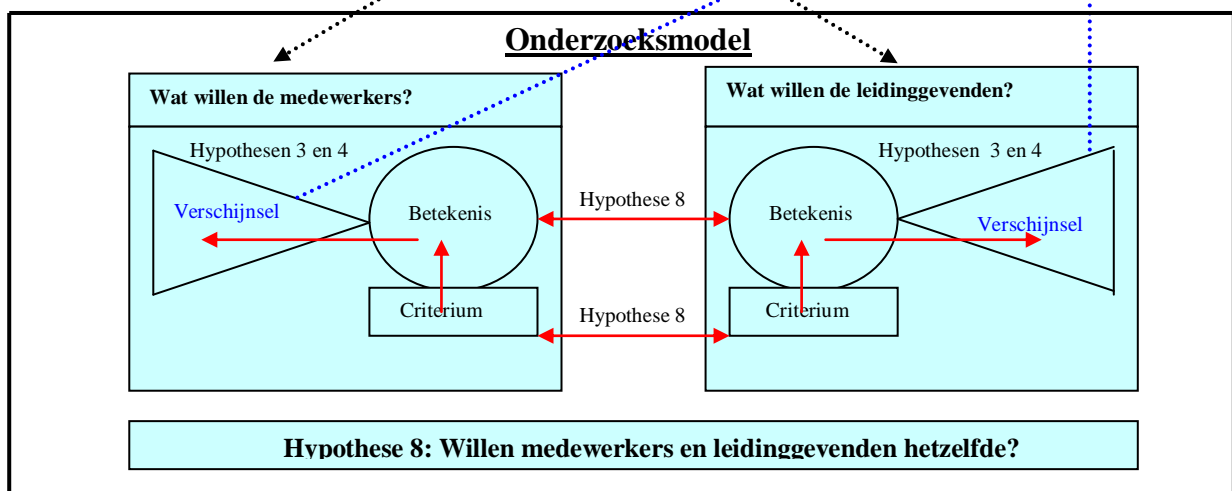 Onderzoeksmodel
Wat willen de medewerkers?
Hypothesen 3 en 4
Verschijnsel
Betekenis
Criterium
Hypothese 8
Hypothese 8
Wat willen de leidinggevenden?
Hypothesen 3 en 4
Betekenis
Verschijnsel
Criterium
Hypothese 8: Willen medewerkers en leidinggevenden hetzelfde?